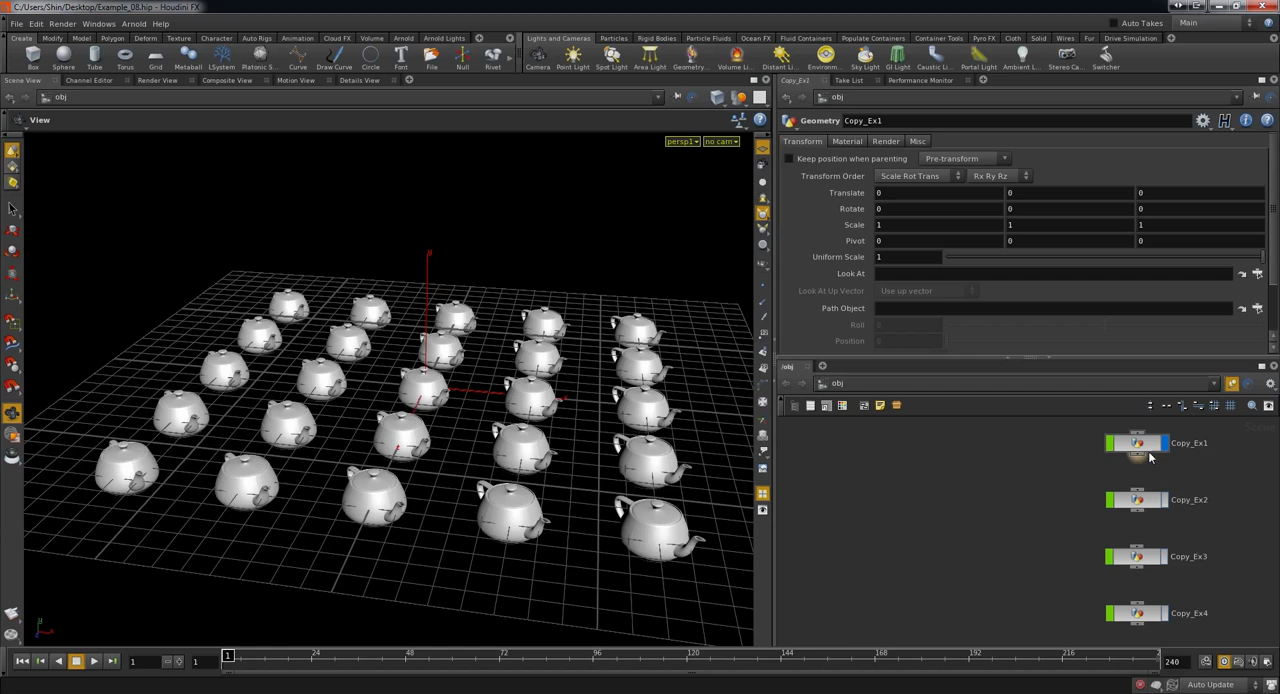 C:/Users/Shin/Desktop/Example_08.hip - Houdini FX
File Edit Render Windows Arnold Help
Auto Takes Main
Create Modify Model Polygon Deform Texture Character Auto Rigs Animation Cloud FX Volume Arnold Arnold Lights
Lights and Cameras Particles Rigid Bodies Particle Fluids Ocean FX Fluid Containers Populate Containers Container Tools Pyro FX Cloth Solid Wires Fur Drive Simulation
Box Sphere Tube Torus Grid Metaball LSystem Platonic S... Curve Draw Curve Circle Font File Null Rivet
Camera Point Light Spot Light Area Light Geometry... Volume Li... Distant Li... Environm... Sky Light GI Light Caustic Li... Portal Light Ambient L... Stereo Ca... Switcher
Scene View Channel Editor Render View Composite View Motion View Details View
Copy_Ex1 Take List Performance Monitor
obj
obj
View
Geometry Copy_Ex1
persp1 no cam
Transform Material Render Misc
Keep position when parenting Pre-transform
Transform Order Scale Rot Trans Rx Ry Rz
Translate 0 0 0
Rotate 0 0 0
Scale 1 1 1
Pivot 0 0 0
Uniform Scale 1
Look At
Look At Up Vector Use up vector
Path Object
Roll 0
Position 0
/obj
obj
Copy_Ex1
Copy_Ex2
Copy_Ex3
Copy_Ex4
y
y
x
1 1 1 24 48 72 96 120 144 168 192 216 2 240
Auto Update